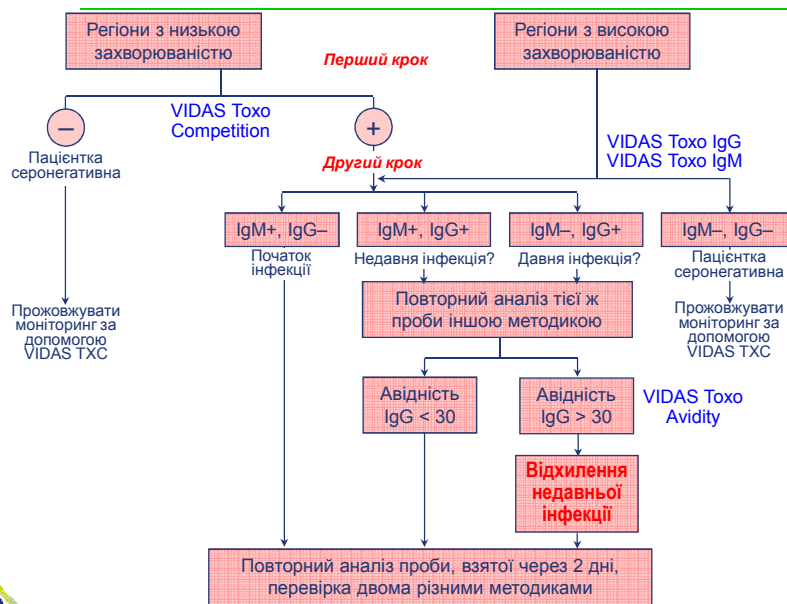 Регіони з низькою
захворюваністю
Перший крок
Регіони з високою
захворюваністю
–
VIDAS Toxo
Competition
+
Пацієнтка
серонегативна
Другий крок
VIDAS Toxo IgG
VIDAS Toxo IgM
IgM+, IgG–
IgM+, IgG+
IgM–, IgG+
IgM–, IgG–
Початок
інфекції
Недавня інфекція?
Давня інфекція?
Пацієнтка
серонегативна
Прожовжувати
моніторинг за
допомогою
VIDAS TXC
Повторний аналіз тієї ж
проби іншою методикою
Прожовжувати
моніторинг за
допомогою
VIDAS TXC
Авідність
IgG < 30
Авідність
IgG > 30
VIDAS Toxo
Avidity
Відхилення
недавньої
інфекції
Повторний аналіз проби, взятої через 2 дні,
перевірка двома різними методиками